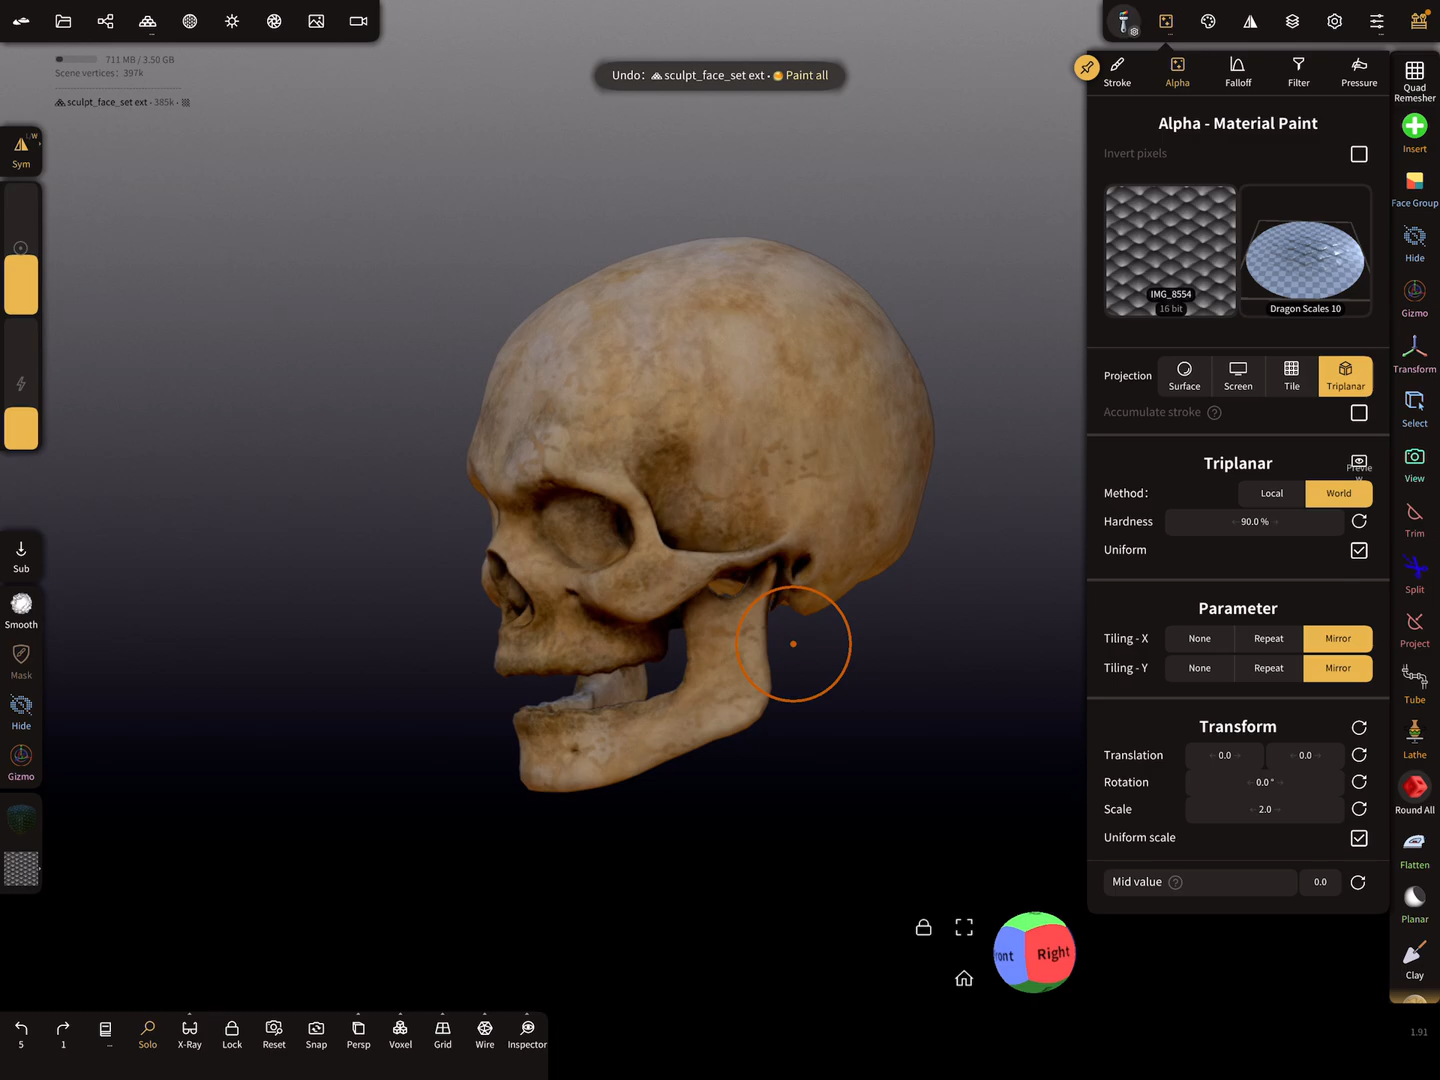 711 MB / 3.50 GB
Scene vertices: 397k
sculpt_face_set ext • 385k •
Undo: sculpt_face_set ext • Paint all
Sym
Sub
Smooth
Mask
Hide
Gizmo
Stroke
Alpha
Falloff
Filter
Pressure
Alpha - Material Paint
Invert pixels
IMG_8554
16 bit
Dragon Scales 10
Projection
Surface
Screen
Tile
Triplanar
Accumulate stroke ?
Triplanar
Preview
Method:
Local
World
Hardness
90.0 %
Uniform
Parameter
Tiling - X
None
Repeat
Mirror
Tiling - Y
None
Repeat
Mirror
Transform
Translation
0.0
0.0
Rotation
0.0 °
Scale
2.0
Uniform scale
Mid value ?
0.0
Quad
Remesher
Insert
Face Group
Hide
Gizmo
Transform
Select
View
Trim
Split
Project
Tube
Lathe
Round All
Flatten
Planar
Clay
ront
Right
5
1
...
Solo
X-Ray
Lock
Reset
Snap
Persp
Voxel
Grid
Wire
Inspector
1.91